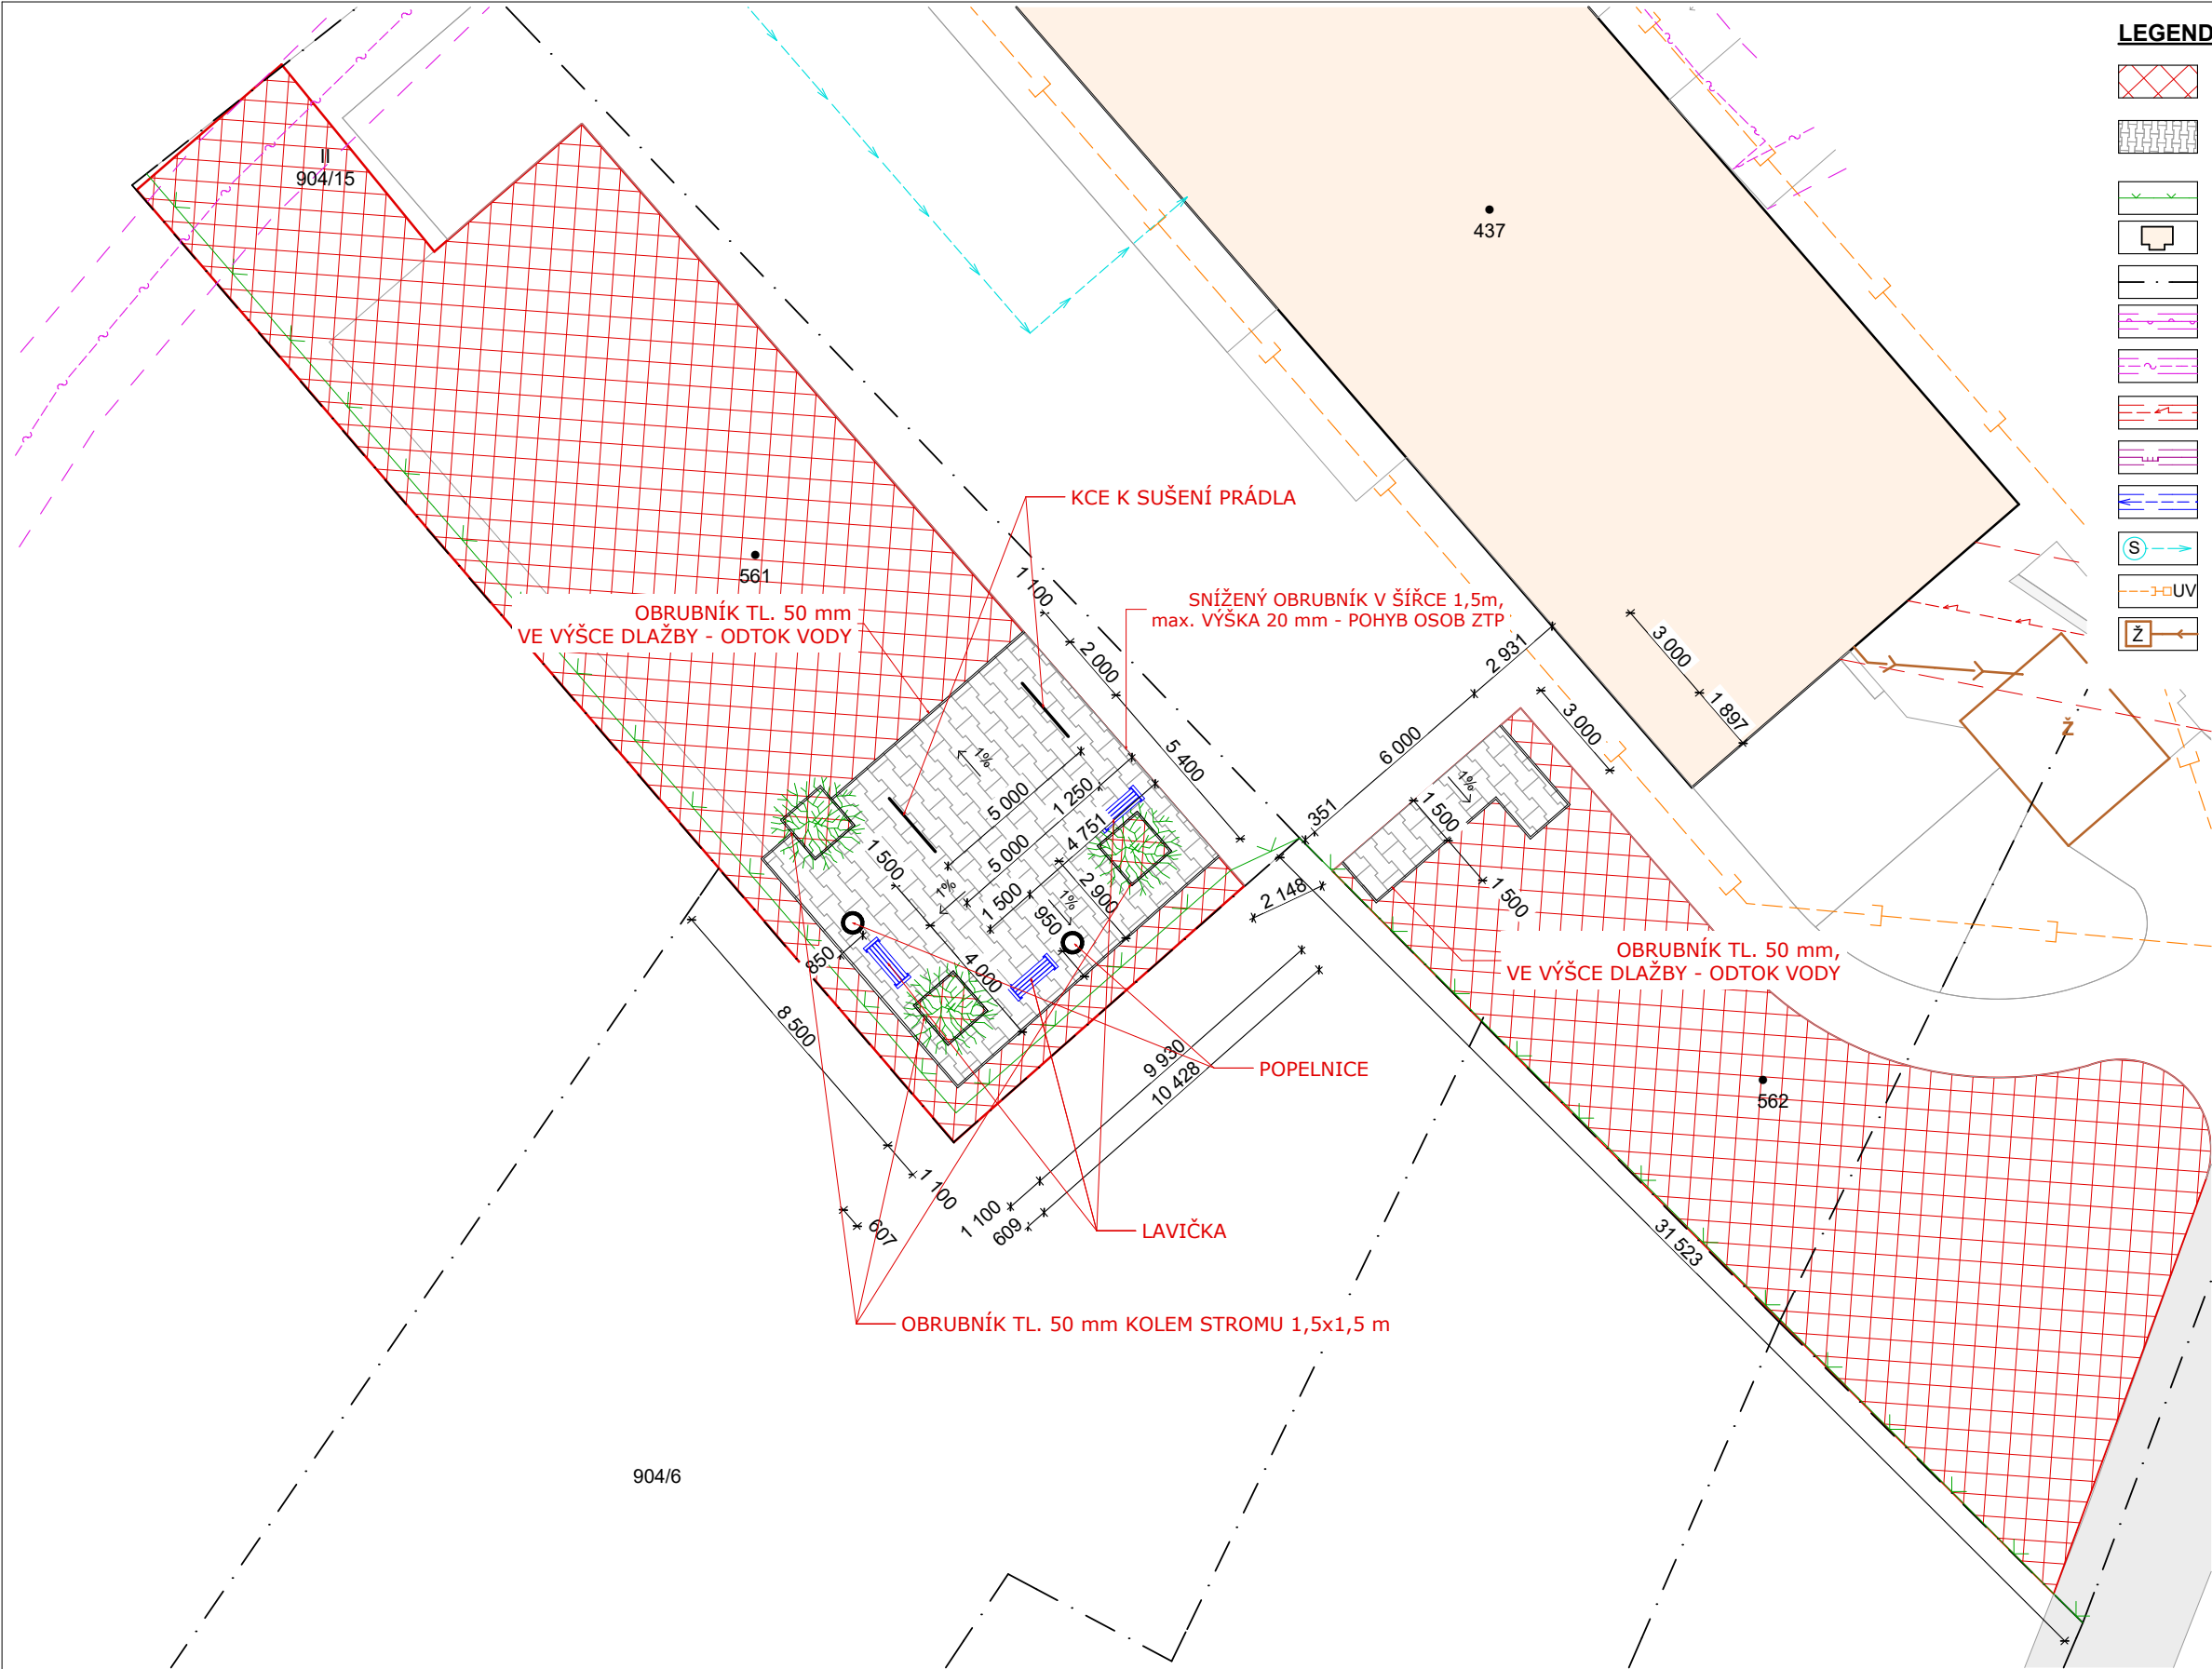 LEGEND
II
904/15
437
561
KCE K SUŠENÍ PRÁDLA
SNÍŽENÝ OBRUBNÍK V ŠÍŘCE 1,5m,
max. VÝŠKA 20 mm - POHYB OSOB ZTP
OBRUBNÍK TL. 50 mm
VE VÝŠCE DLAŽBY - ODTOK VODY
S
UV
Ž
Ž
1 100
2 000
5 400
2 931
6 000
351
3 000
1 897
3 000
1%
5 000
1 250
5 000
4 751
1 500
1%
1 500
2 900
1%
950
850
4 000
1%
1 500
1 500
2 148
OBRUBNÍK TL. 50 mm,
VE VÝŠCE DLAŽBY - ODTOK VODY
8 500
1 100
607
9 930
10 428
1 100
609
POPELNICE
LAVIČKA
OBRUBNÍK TL. 50 mm KOLEM STROMU 1,5x1,5 m
562
31 523
904/6